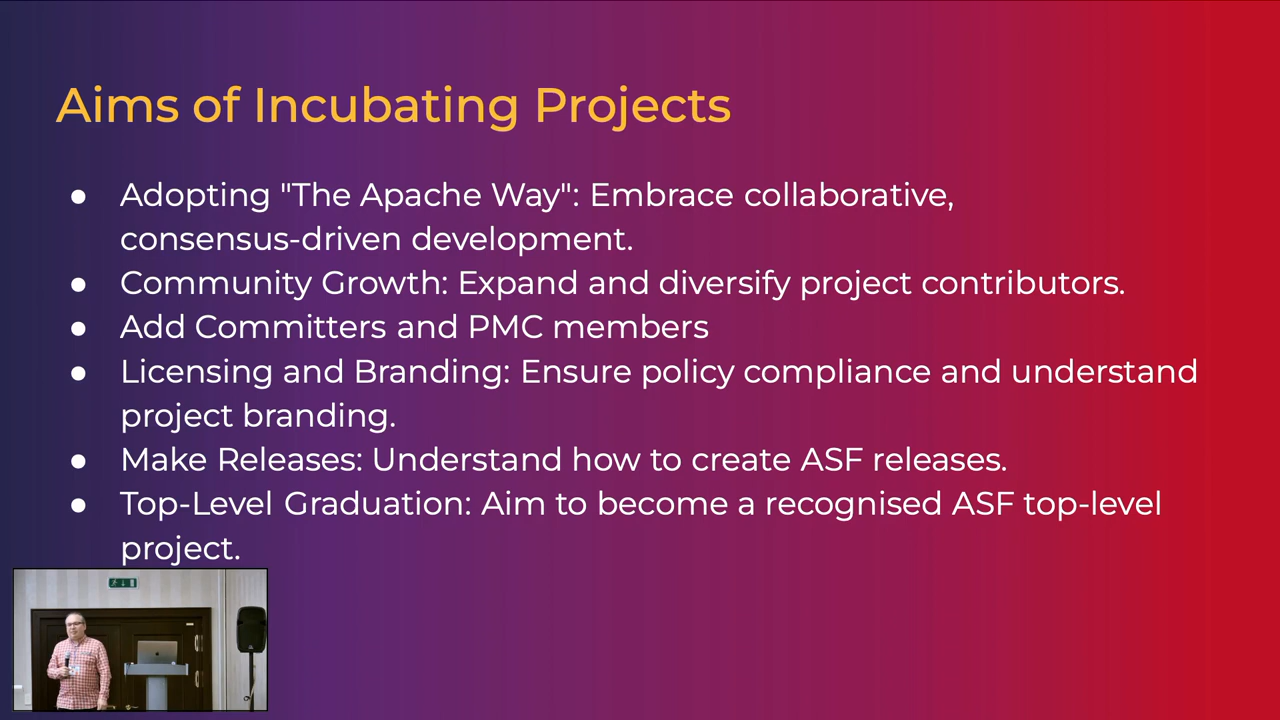 Aims of Incubating Projects
● Adopting "The Apache Way": Embrace collaborative,
consensus-driven development.
● Community Growth: Expand and diversify project contributors.
● Add Committers and PMC members
● Licensing and Branding: Ensure policy compliance and understand
project branding.
● Make Releases: Understand how to create ASF releases.
● Top-Level Graduation: Aim to become a recognised ASF top-level
project.